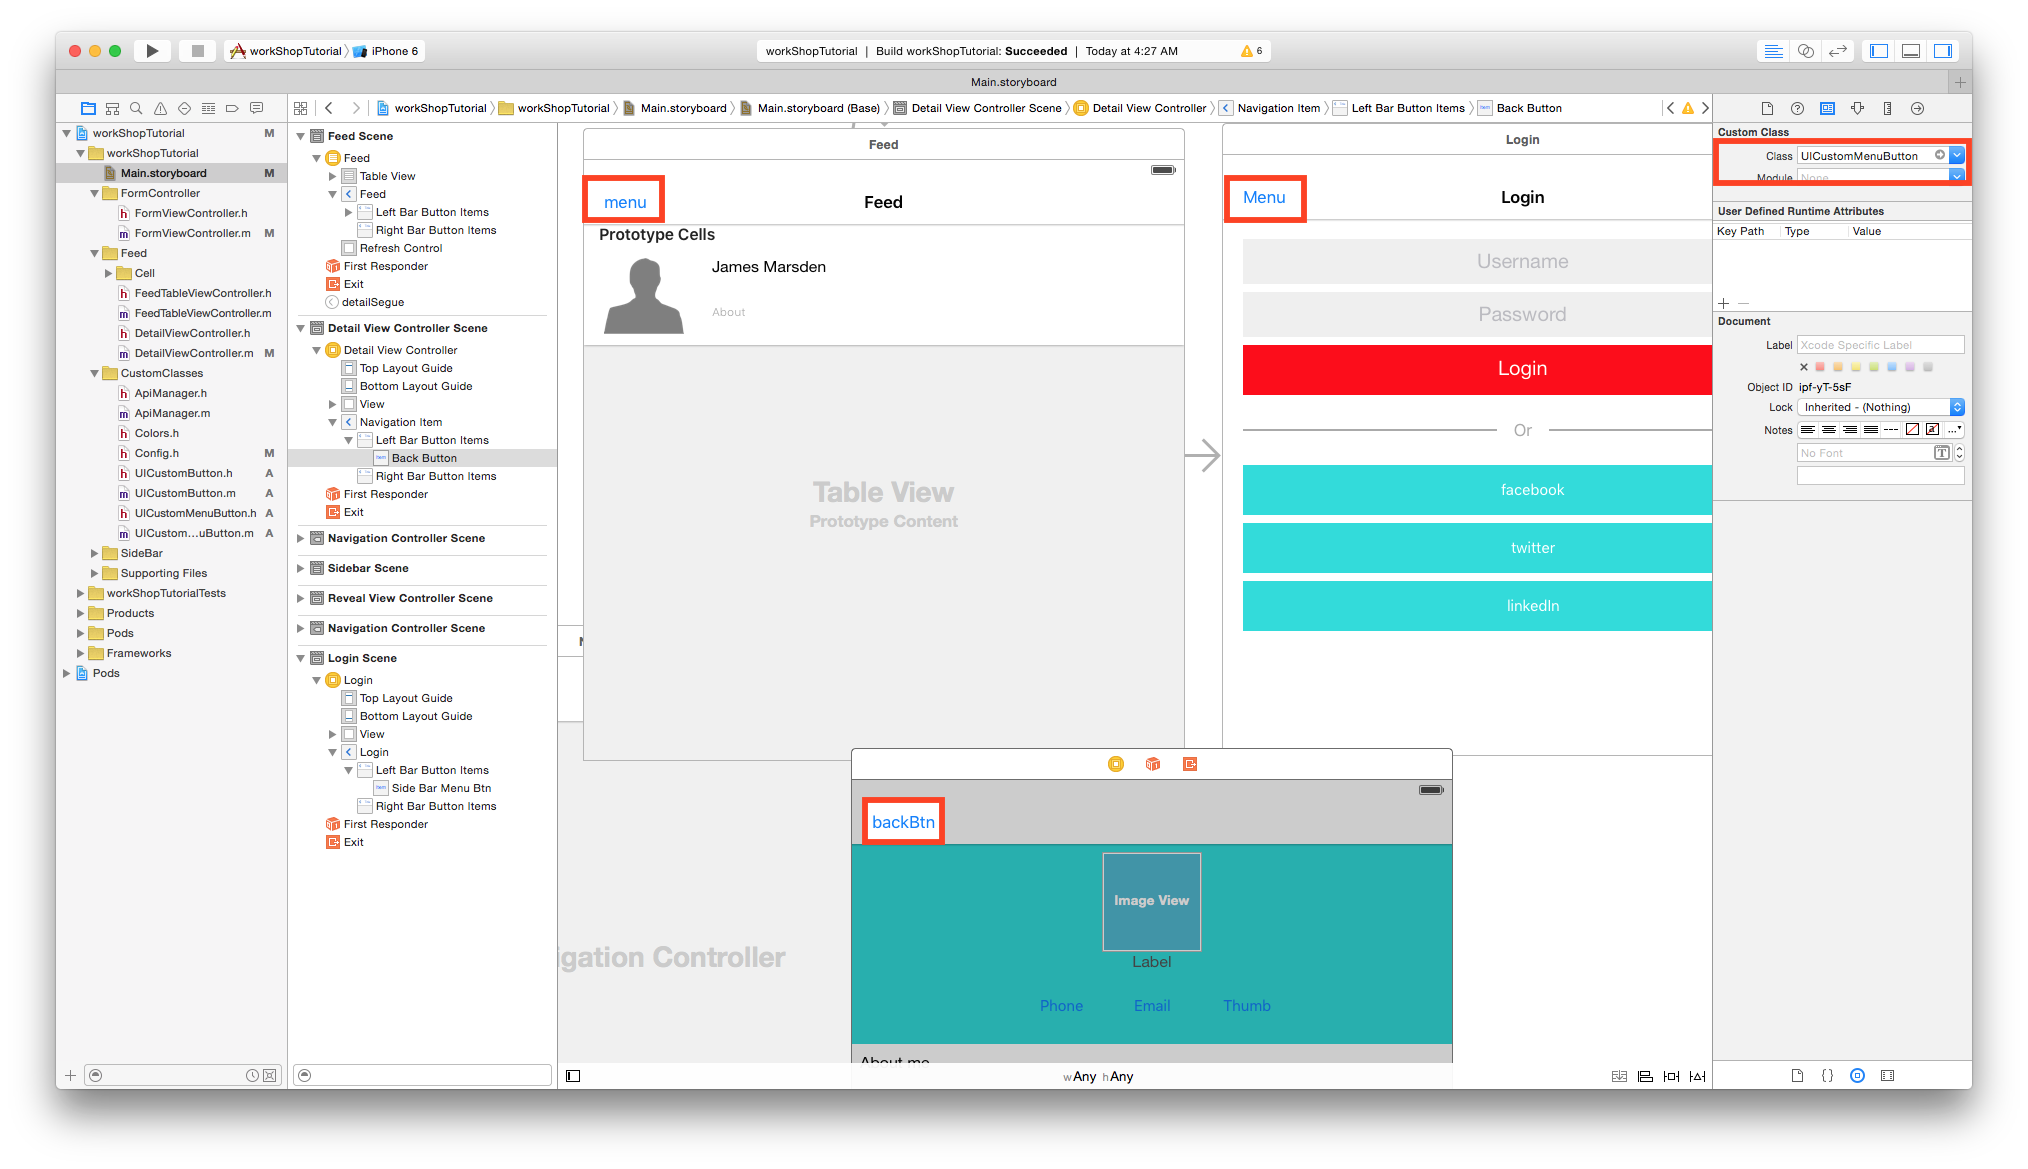 workShopTutorial
iPhone 6
workShopTutorial | Build workShopTutorial: Succeeded | Today at 4:27 AM
6
Main.storyboard
workShopTutorial
workShopTutorial
Main.storyboard
Main.storyboard (Base)
Detail View Controller Scene
Detail View Controller
Navigation Item
Left Bar Button Items
Back Button
workShopTutorial M
workShopTutorial
Main.storyboard M
FormController
FormViewController.h
FormViewController.m M
Feed
Cell
FeedTableViewController.h
FeedTableViewController.m
DetailViewController.h
DetailViewController.m M
CustomClasses
ApiManager.h
ApiManager.m
Colors.h
Config.h M
UICustomButton.h A
UICustomButton.m A
UICustomMenuButton.h A
UICustom...uButton.m A
SideBar
Supporting Files
workShopTutorialTests
Products
Pods
Frameworks
Pods
Feed Scene
Feed
Table View
Feed
Left Bar Button Items
Right Bar Button Items
Refresh Control
First Responder
Exit
detailSegue
Detail View Controller Scene
Detail View Controller
Top Layout Guide
Bottom Layout Guide
View
Navigation Item
Left Bar Button Items
Back Button
Right Bar Button Items
First Responder
Exit
Navigation Controller Scene
Sidebar Scene
Reveal View Controller Scene
Navigation Controller Scene
Login Scene
Login
Top Layout Guide
Bottom Layout Guide
View
Login
Left Bar Button Items
Side Bar Menu Btn
Right Bar Button Items
First Responder
Exit
Feed
menu
Feed
Prototype Cells
James Marsden
About
Table View
Prototype Content
igation Controller
Login
Menu
Login
Username
Password
Login
Or
facebook
twitter
linkedIn
backBtn
Image View
Label
Phone
Email
Thumb
About me
wAny hAny
Custom Class
Class UICustomMenuButton
Module None
User Defined Runtime Attributes
Key Path Type Value
Document
Label Xcode Specific Label
Object ID ipf-yT-5sF
Lock Inherited - (Nothing)
Notes
No Font